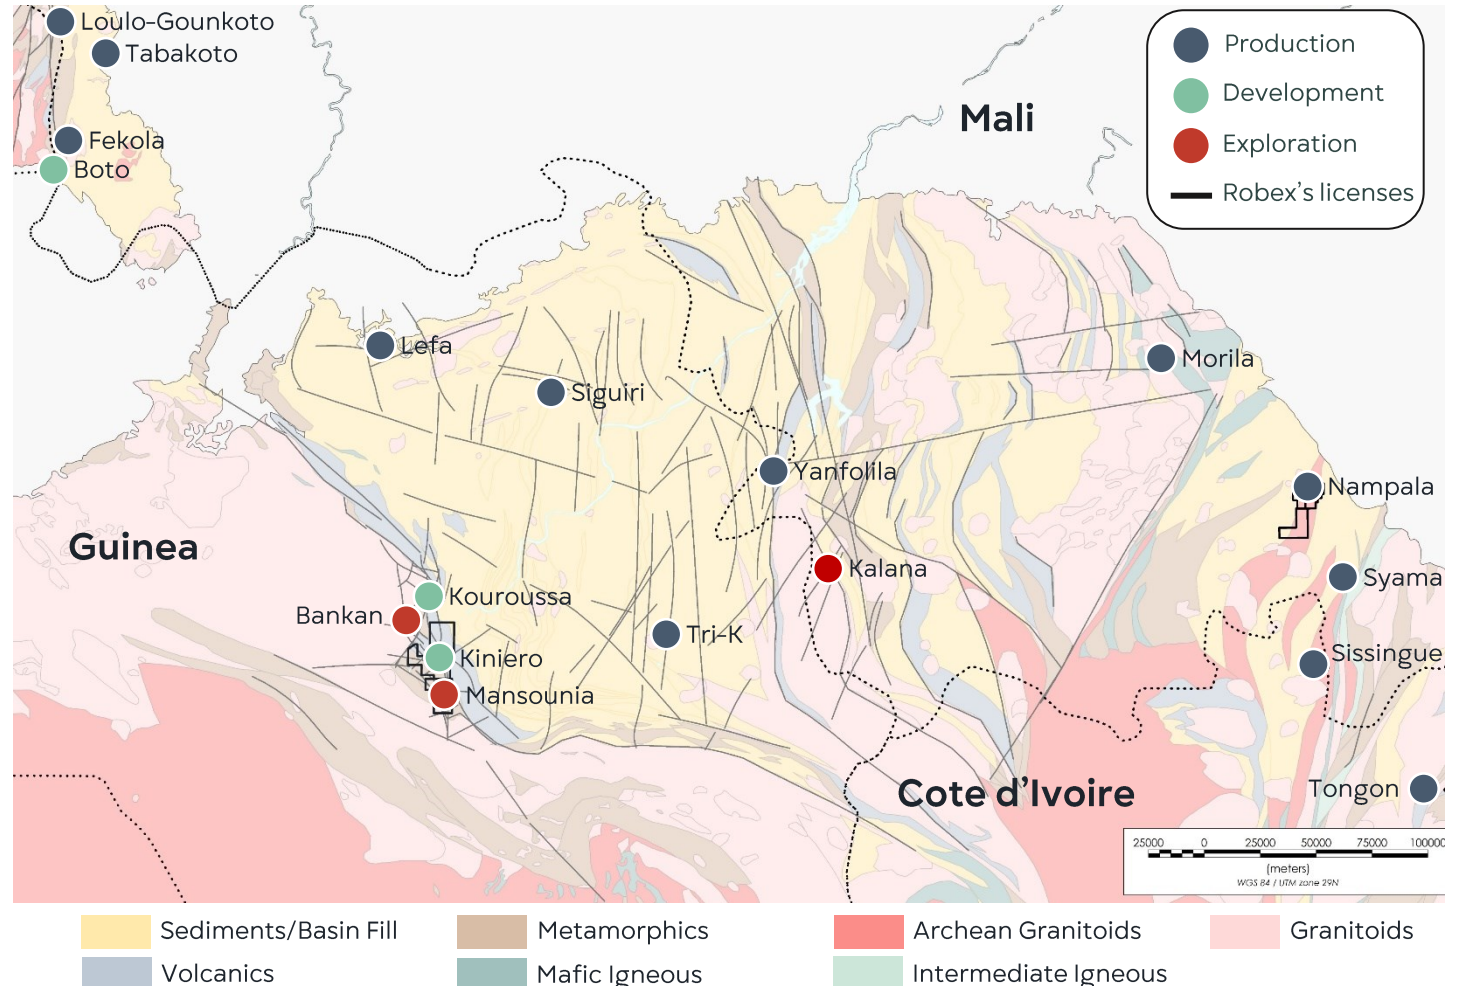 Loulo-Gounkoto
Tabakoto
Fekola
Boto
Mali
Production
Development
Exploration
Robex's licenses
Lefa
Siguiri
Morila
Yanfolila
Nampala
Guinea
Kalana
Syama
Kouroussa
Bankan
Tri-K
Kiniero
Sissingue
Mansounia
Cote d'Ivoire
Tongon
25000 0 25000 50000 75000 100000
(meters)
WGS 84 / UTM zone 29N
Sediments/Basin Fill
Metamorphics
Archean Granitoids
Granitoids
Volcanics
Mafic Igneous
Intermediate Igneous